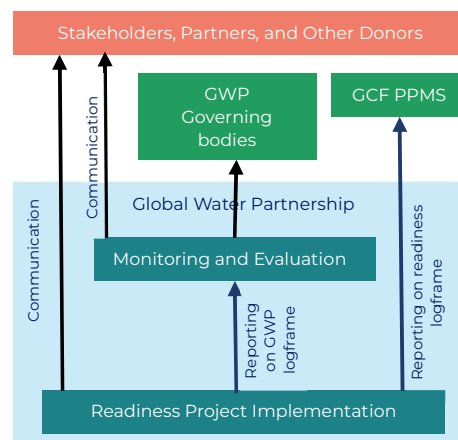 Stakeholders, Partners, and Other Donors
GWP
Governing
bodies
GCF PPMS
Communication
Communication
Global Water Partnership
Monitoring and Evaluation
Reporting
on GWP
logframe
Reporting on readiness
logframe
Readiness Project Implementation